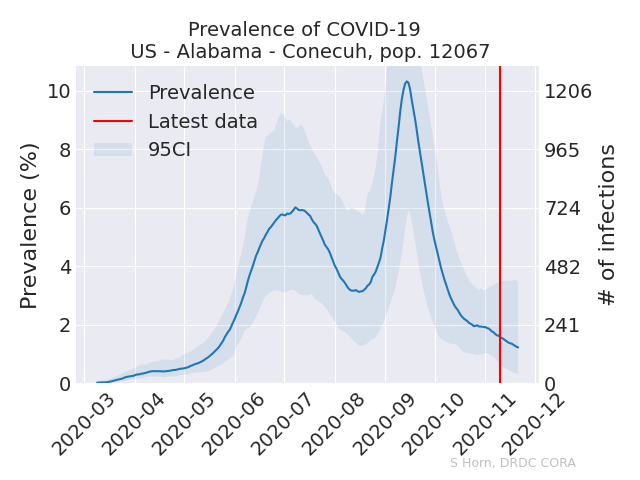 Prevalence of COVID-19
US - Alabama - Conecuh, pop. 12067
Prevalence (%)
10
8
6
4
2
0
Prevalence
Latest data
95CI
1206
965
724
482
241
0
# of infections
2020-03
2020-04
2020-05
2020-06
2020-07
2020-08
2020-09
2020-10
2020-11
2020-12
S Horn, DRDC CORA